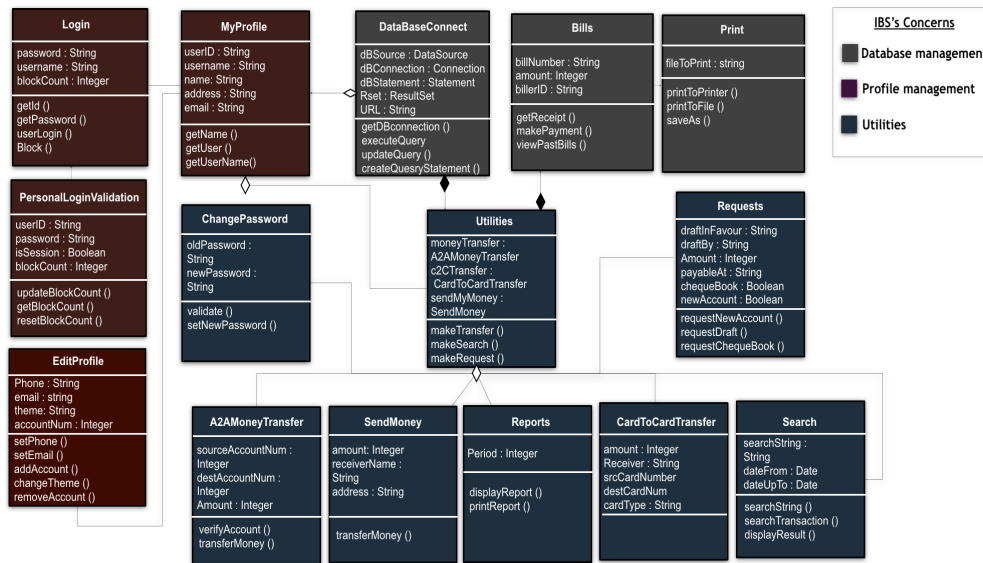 Login
password : String
username : String
blockCount : Integer
getId ()
getPassword ()
userLogin ()
Block ()
MyProfile
userID : String
username : String
name: String
address : String
email : String
getName ()
getUser ()
getUserName()
DataBaseConnect
dBSource : DataSource
dBConnection : Connection
dBStatement : Statement
Rset : ResultSet
URL : String
getDBconnection ()
executeQuery
updateQuery ()
createQuesryStatement ()
Bills
billNumber : String
amount: Integer
billerID : String
getReceipt ()
makePayment ()
viewPastBills ()
Print
fileToPrint : string
printToPrinter ()
printToFile ()
saveAs ()
IBS's Concerns
Database management
Profile management
Utilities
PersonalLoginValidation
userID : String
password : String
isSession : Boolean
blockCount : Integer
updateBlockCount ()
getBlockCount ()
resetBlockCount ()
ChangePassword
oldPassword :
String
newPassword :
String
validate ()
setNewPassword ()
Utilities
moneyTransfer :
A2AMoneyTransfer
c2CTransfer :
CardToCardTransfer
sendMyMoney :
SendMoney
makeTransfer ()
makeSearch ()
makeRequest ()
Requests
draftInFavour : String
draftBy : String
Amount : Integer
payableAt : String
chequeBook : Boolean
newAccount : Boolean
requestNewAccount ()
requestDraft ()
requestChequeBook ()
EditProfile
Phone : String
email : string
theme: String
accountNum : Integer
setPhone ()
setEmail ()
addAccount ()
changeTheme ()
removeAccount ()
A2AMoneyTransfer
sourceAccountNum :
Integer
destAccountNum :
Integer
Amount : Integer
verifyAccount ()
transferMoney ()
SendMoney
amount: Integer
receiverName :
String
address : String
transferMoney ()
Reports
Period : Integer
displayReport ()
printReport ()
CardToCardTransfer
amount : Integer
Receiver : String
srcCardNumber
destCardNum
cardType : String
Search
searchString :
String
dateFrom : Date
dateUpTo : Date
searchString ()
searchTransaction ()
displayResult ()